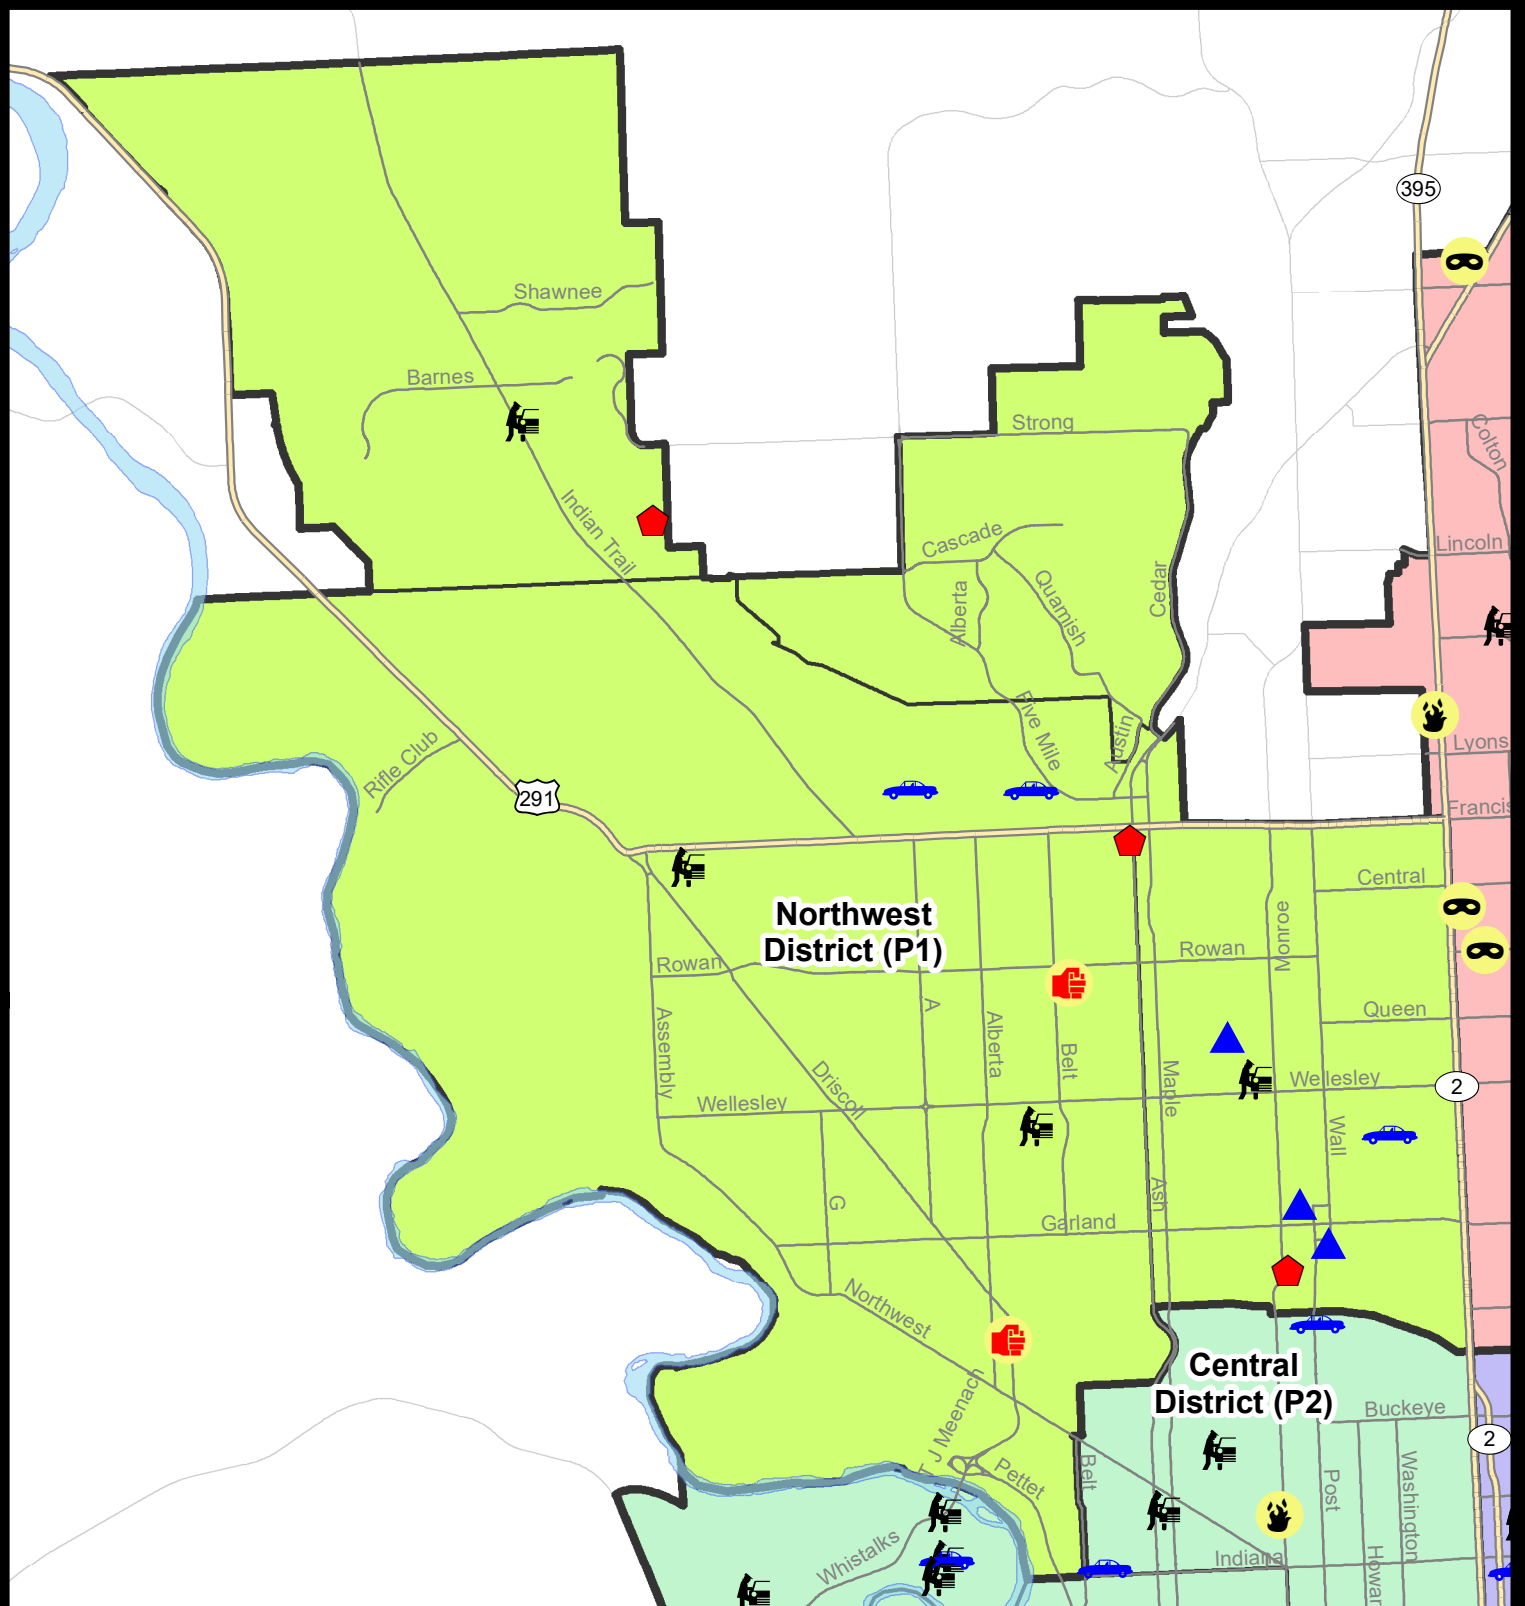 395
Shawnee
Barnes
Strong
Colton
Indian Trail
Cascade
Lincoln
Alberta
Quamish
Cedar
Rifle Club
Five Mile
Austin
Lyons
291
Francis
Central
Northwest
District (P1)
Rowan
Rowan
Monroe
Assembly
A
Alberta
Belt
Queen
Driscoll
Maple
Wellesley
Wellesley
2
Wall
G
Ash
Garland
Northwest
Central
District (P2)
T J Meenach
Buckeye
2
Pettet
Belt
Post
Washington
Whistalks
Indiana
Howar